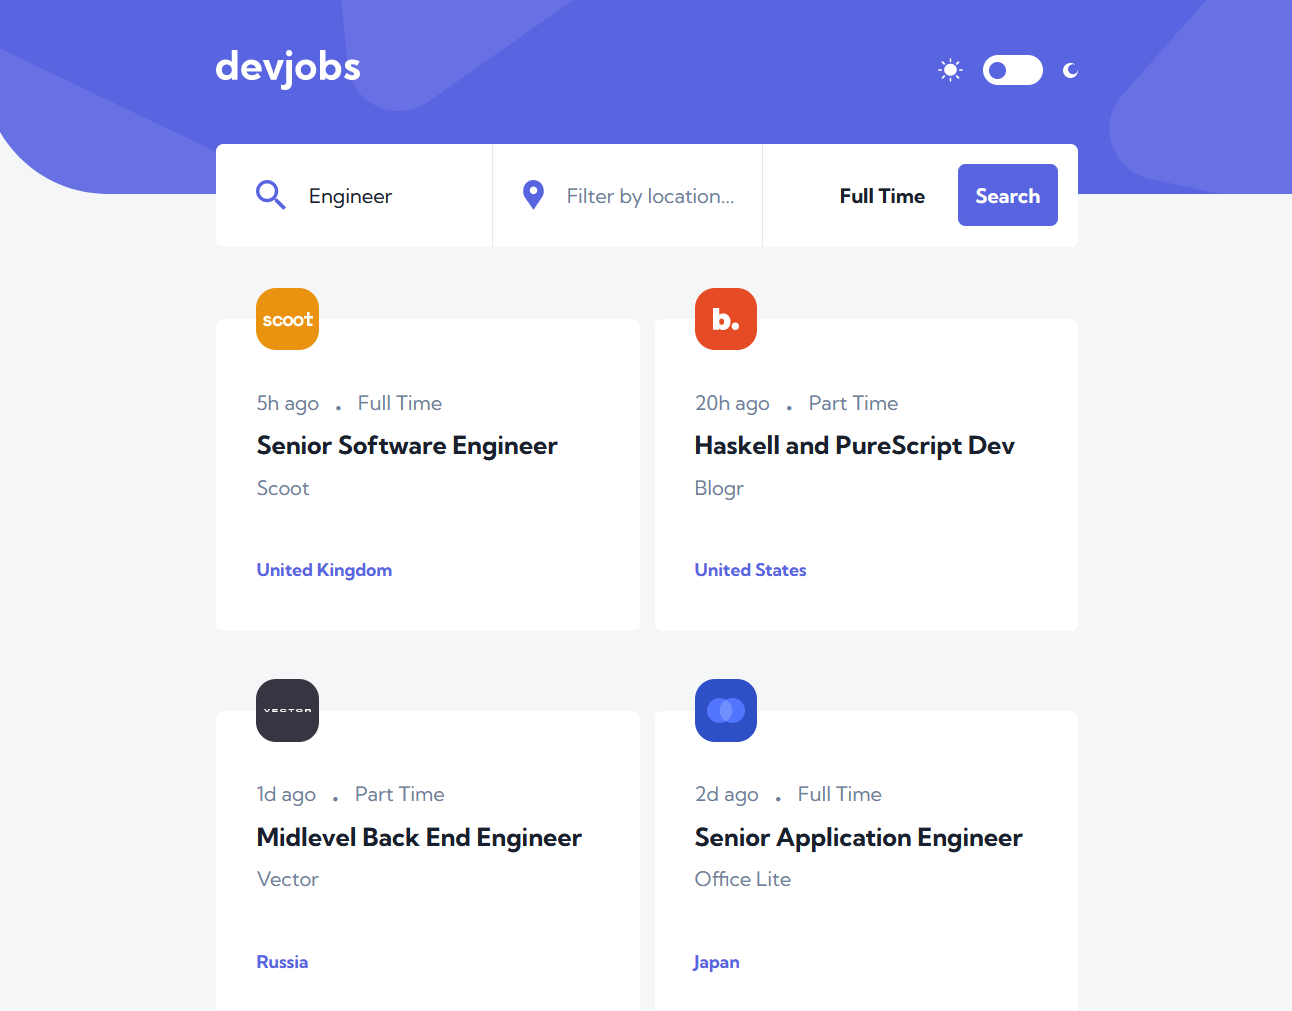 devjobs
Engineer
Filter by location...
Full Time
Search
scoot
5h ago . Full Time
Senior Software Engineer
Scoot
United Kingdom
b.
20h ago . Part Time
Haskell and PureScript Dev
Blogr
United States
VECTOR
1d ago . Part Time
Midlevel Back End Engineer
Vector
Russia
2d ago . Full Time
Senior Application Engineer
Office Lite
Japan